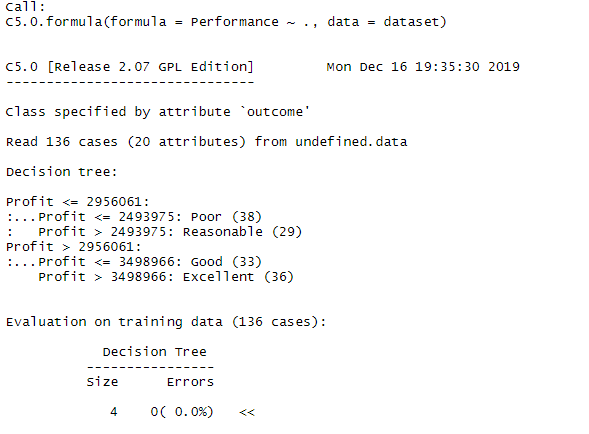 Call:
C5.0.formula(formula = Performance ~ ., data = dataset)
C5.0 [Release 2.07 GPL Edition]         Mon Dec 16 19:35:30 2019
-------------------------------
Class specified by attribute `outcome'
Read 136 cases (20 attributes) from undefined.data
Decision tree:
Profit <= 2956061:
:...Profit <= 2493975: Poor (38)
:   Profit > 2493975: Reasonable (29)
Profit > 2956061:
:...Profit <= 3498966: Good (33)
    Profit > 3498966: Excellent (36)
Evaluation on training data (136 cases):
            Decision Tree
          ----------------
          Size      Errors
             4    0( 0.0%)   <<